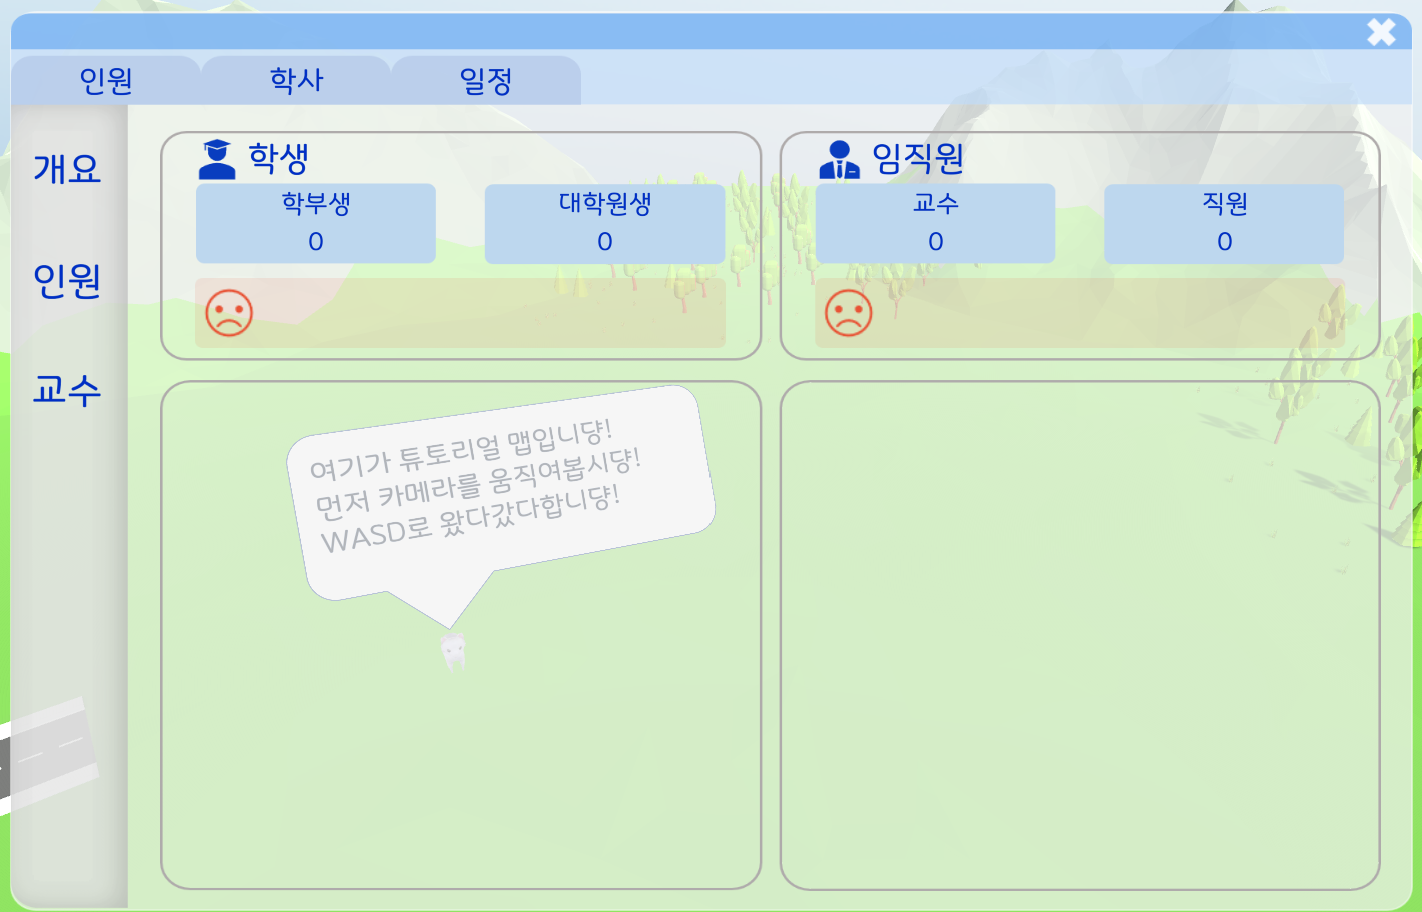 인원
학사
일정
개요
인원
교수
학생
학부생
대학원생
0
0
임직원
교수
직원
0
0
여기가 튜토리얼 맵입니댱!
먼저 카메라를 움직여봅시댱!
WASD로 왔다갔다합니댱!